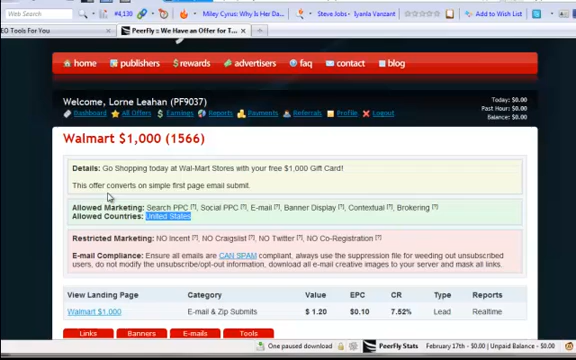 Web Search
#4,139
Miley Cyrus: Why Is Her Da...
Steve Jobs
Iyanla Vanzant
Add to Wish List
EO Tools For You
PeerFly :: We Have an Offer for T...
home
publishers
rewards
advertisers
faq
contact
blog
Welcome, Lorne Leahan (PF9037)
Dashboard
All Offers
Earnings
Reports
Payments
Referrals
Profile
Logout
Today: $0.00
Past Hour: $0.00
Balance: $0.00
Walmart $1,000 (1566)
Details: Go Shopping today at Wal-Mart Stores with your free $1,000 Gift Card!
This offer converts on simple first page email submit.
Allowed Marketing: Search PPC [?], Social PPC [?], E-mail [?], Banner Display [?], Contextual [?], Brokering [?]
Allowed Countries: United States
Restricted Marketing: NO Incent [?], NO Craigslist [?], NO Twitter [?], NO Co-Registration [?]
E-mail Compliance: Ensure all emails are CAN SPAM compliant, always use the suppression file for weeding out unsubscribed
users, do not modify the unsubscribe/opt-out information, download all e-mail creative images to your server and mask all links.
View Landing Page Category Value EPC CR Type Reports
Walmart $1,000 E-mail & Zip Submits $ 1.20 $0.10 7.52% Lead Realtime
Links
Banners
E-mails
Tools
One paused download
PeerFly Stats
February 17th - $0.00 | Unpaid Balance - $0.00